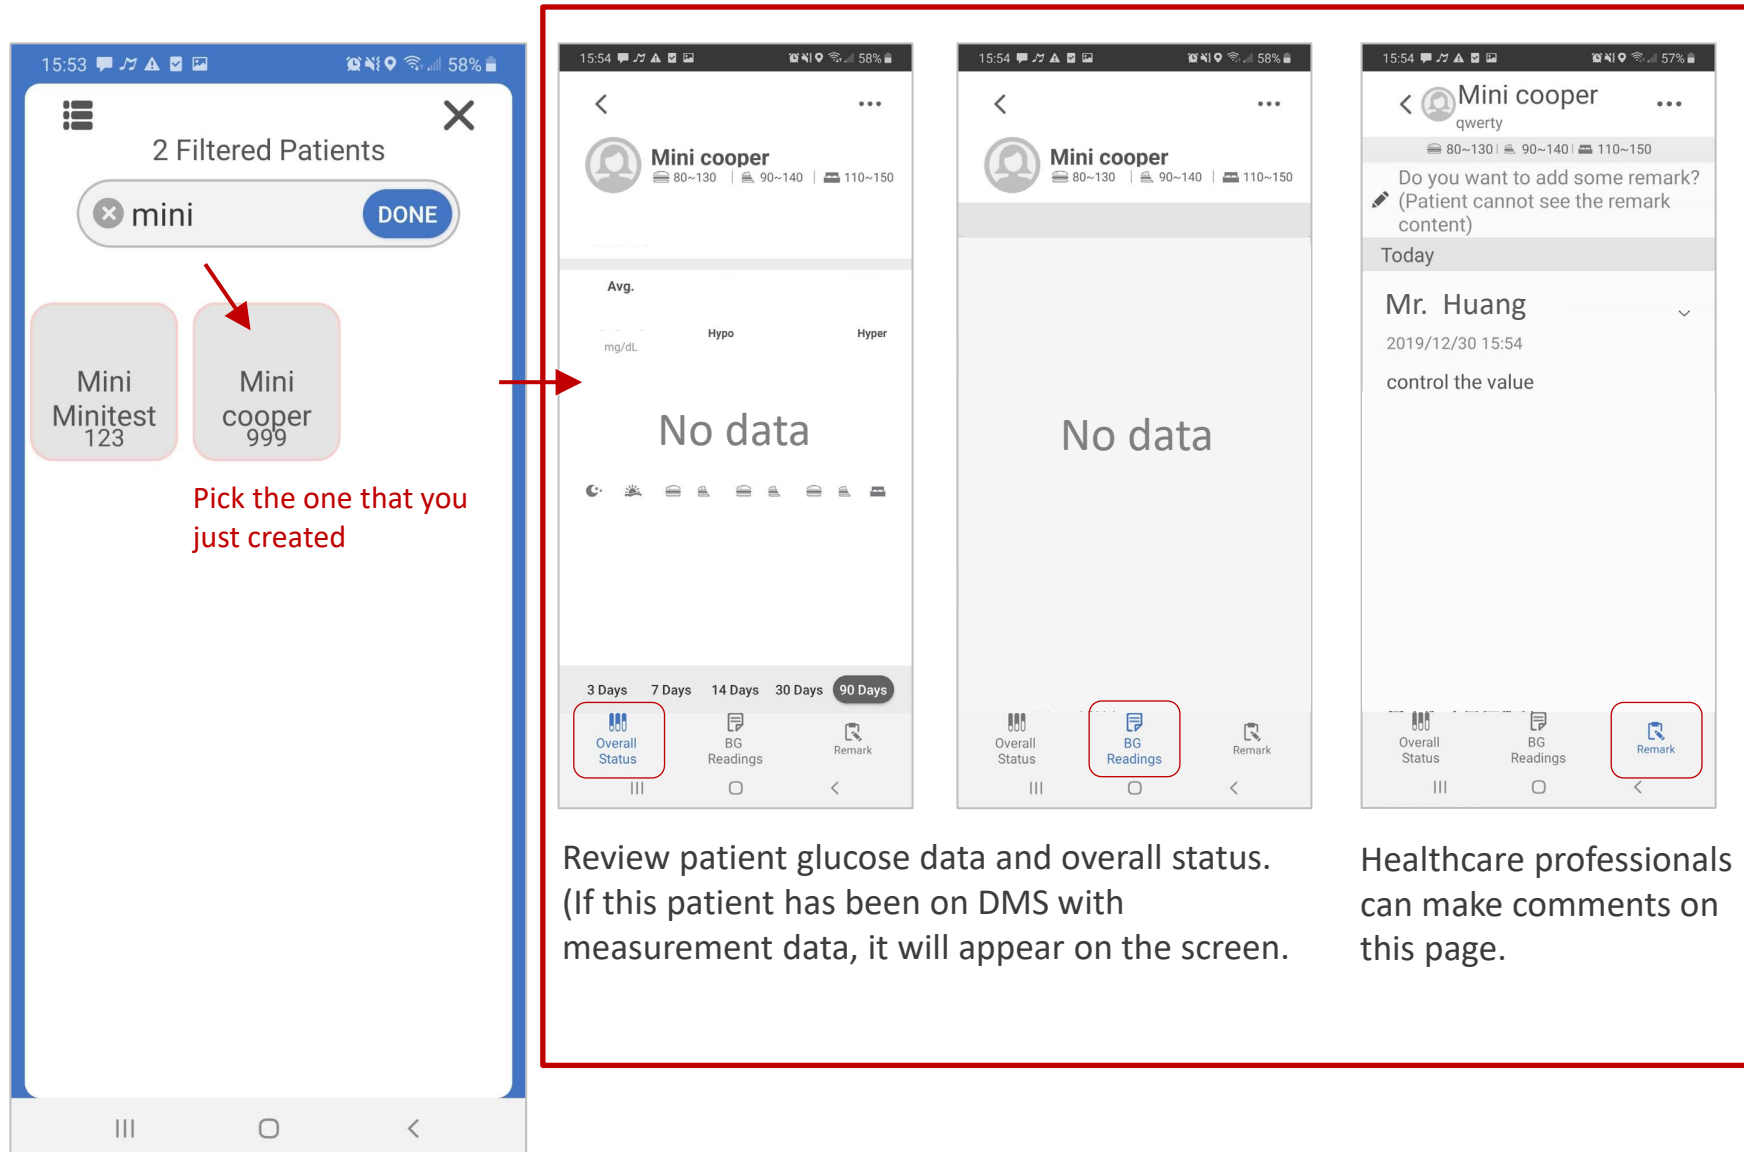 15:53
58%
2 Filtered Patients
mini
DONE
Mini
Minitest
123
Mini
cooper
999
Pick the one that you
just created
15:54
58%
Mini cooper
80~130 | 90~140 | 110~150
Avg.
mg/dL
Hypo
Hyper
No data
3 Days 7 Days 14 Days 30 Days 90 Days
Overall
Status
BG
Readings
Remark
15:54
58%
Mini cooper
80~130 | 90~140 | 110~150
No data
Overall
Status
BG
Readings
Remark
15:54
57%
Mini cooper
qwerty
80~130 | 90~140 | 110~150
Do you want to add some remark?
(Patient cannot see the remark
content)
Today
Mr. Huang
2019/12/30 15:54
control the value
Overall
Status
BG
Readings
Remark
Review patient glucose data and overall status.
(If this patient has been on DMS with
measurement data, it will appear on the screen.
Healthcare professionals
can make comments on
this page.